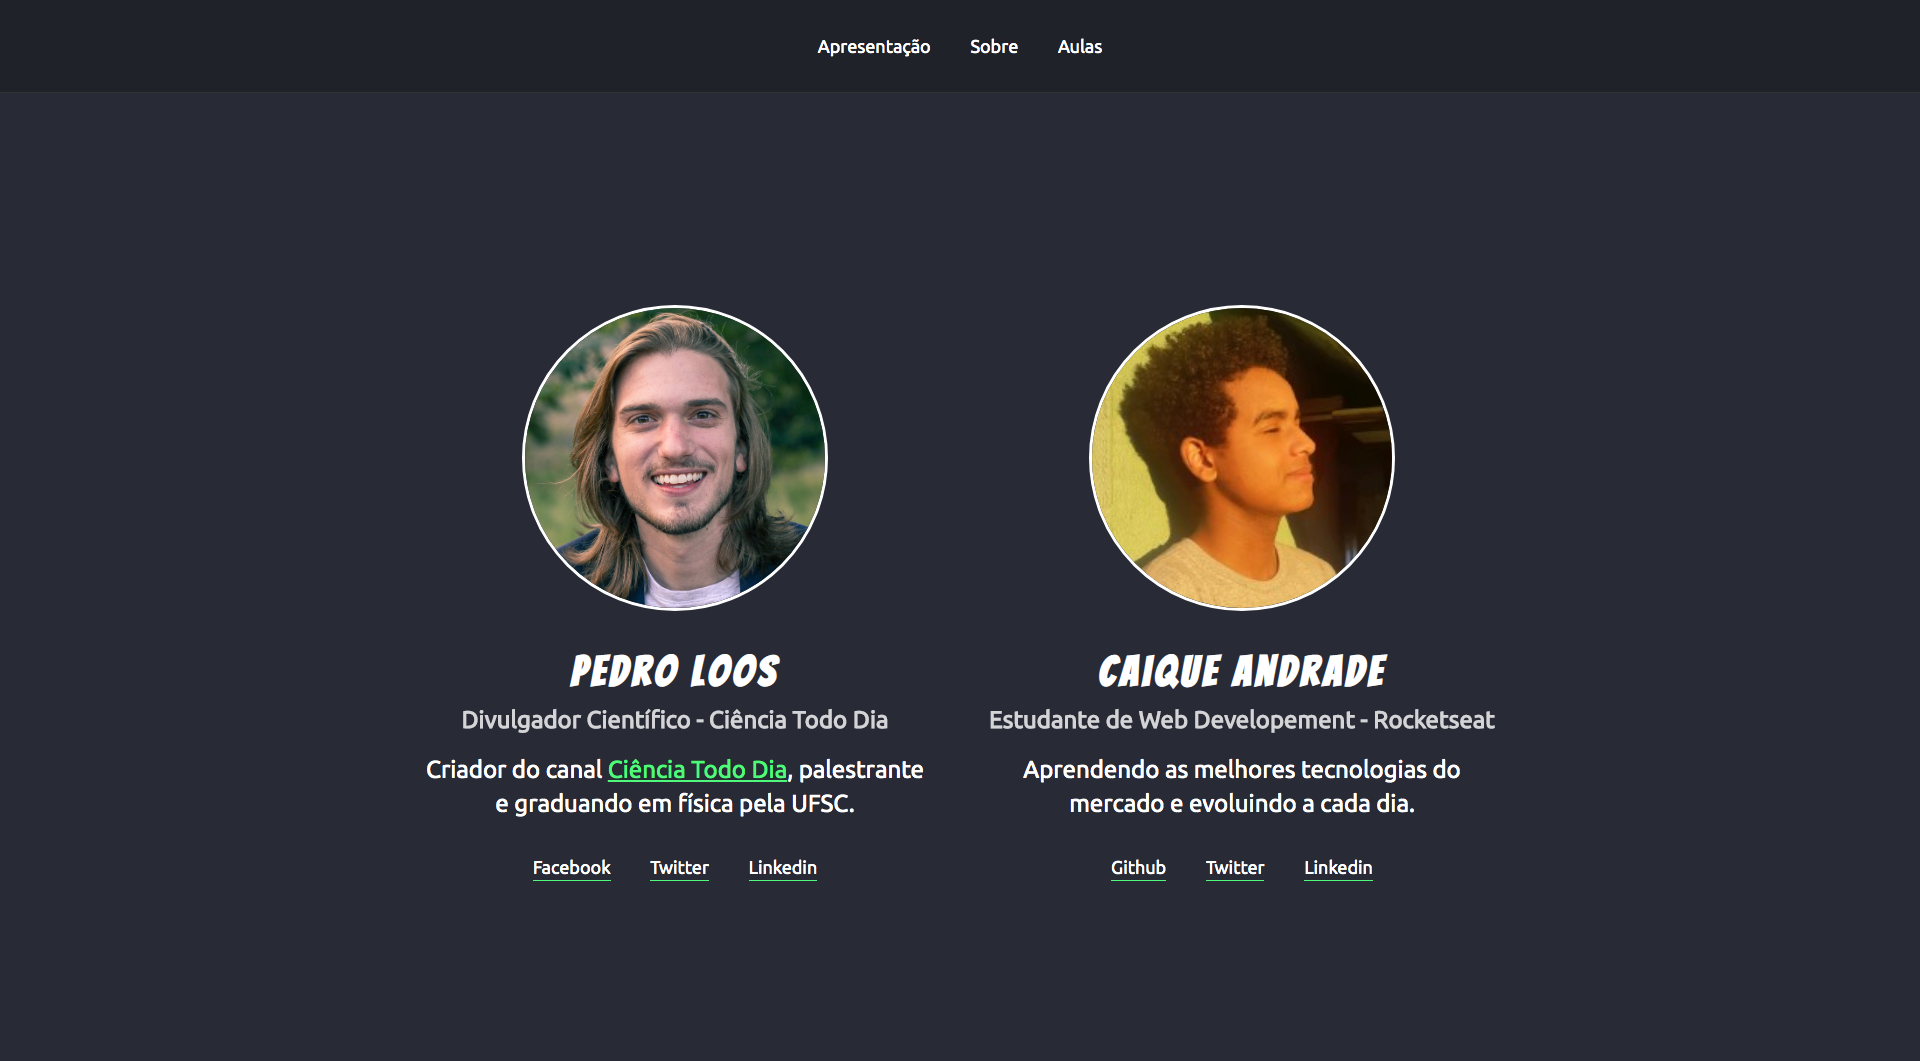 Apresentação Sobre Aulas
PEDRO LOOS
Divulgador Científico - Ciência Todo Dia
Criador do canal Ciência Todo Dia, palestrante
e graduando em física pela UFSC.
Facebook Twitter Linkedin
CAIQUE ANDRADE
Estudante de Web Developement - Rocketseat
Aprendendo as melhores tecnologias do
mercado e evoluindo a cada dia.
Github Twitter Linkedin